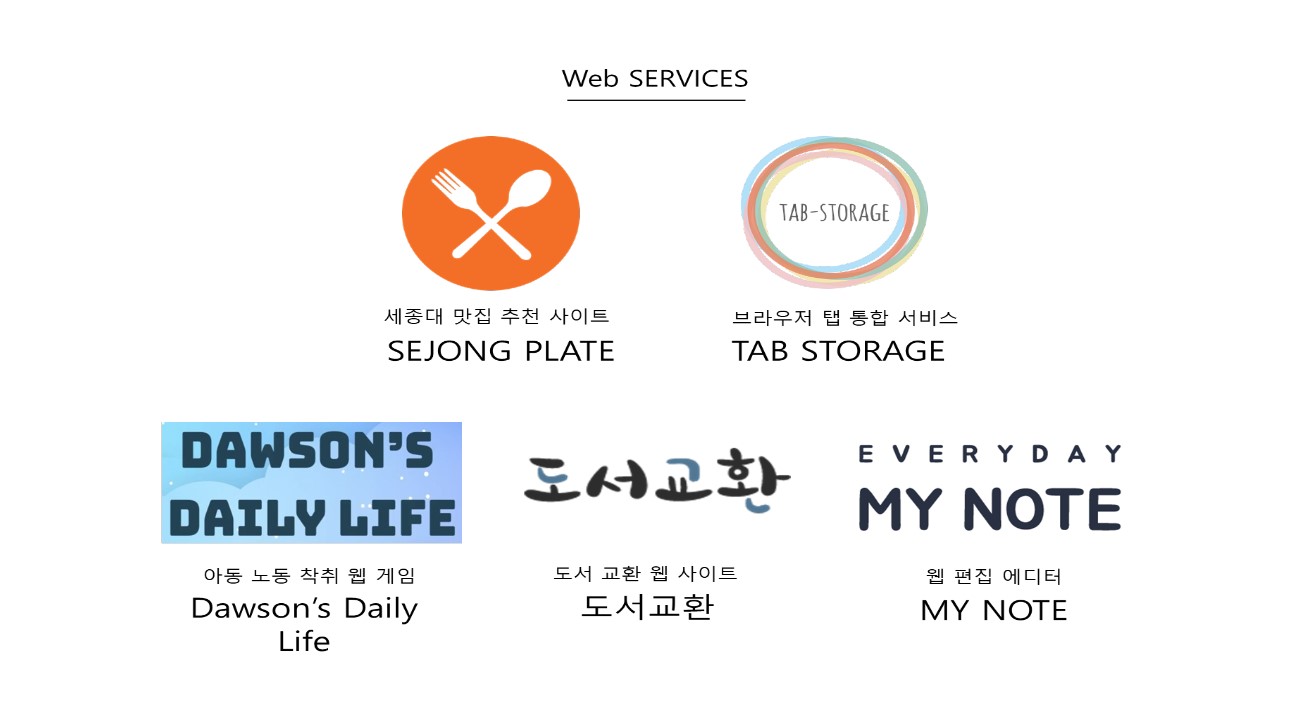 Web SERVICES
TAB-STORAGE
세종대 맛집 추천 사이트
SEJONG PLATE
브라우저 탭 통합 서비스
TAB STORAGE
DAWSON'S
DAILY LIFE
아동 노동 착취 웹 게임
Dawson's Daily
Life
도서교환
도서 교환 웹 사이트
도서교환
EVERYDAY
MY NOTE
웹 편집 에디터
MY NOTE